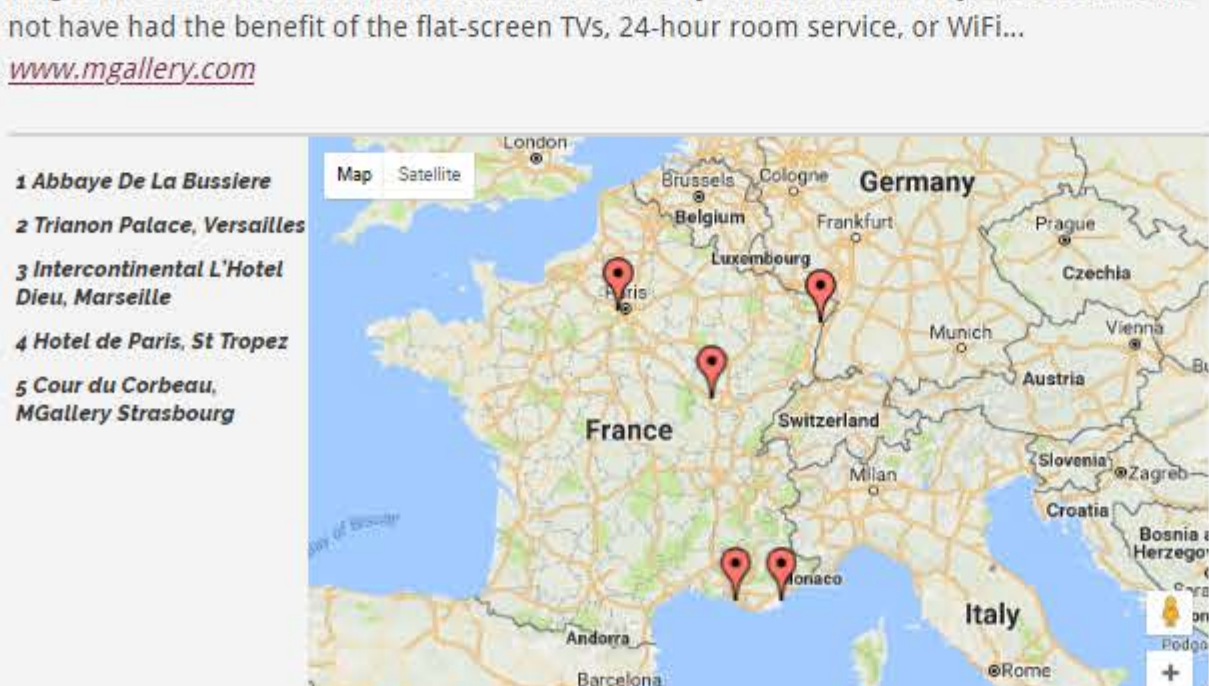 not have had the benefit of the flat-screen TVs, 24-hour room service, or WiFi...
www.mgallery.com
1 Abbaye De La Bussiere
2 Trianon Palace, Versailles
3 Intercontinental L'Hotel
Dieu, Marseille
4 Hotel de Paris, St Tropez
5 Cour du Corbeau,
MGallery Strasbourg
Map Satellite
London
Brussels
Cologne
Germany
Belgium
Frankfurt
Prague
Luxembourg
Czechia
Paris
Munich
Vienna
Austria
Switzerland
France
Milan
Slovenia
Zagreb
Croatia
Bosnia a
Herzego
Monaco
Italy
Podgo
Andorra
Rome
Barcelona
+